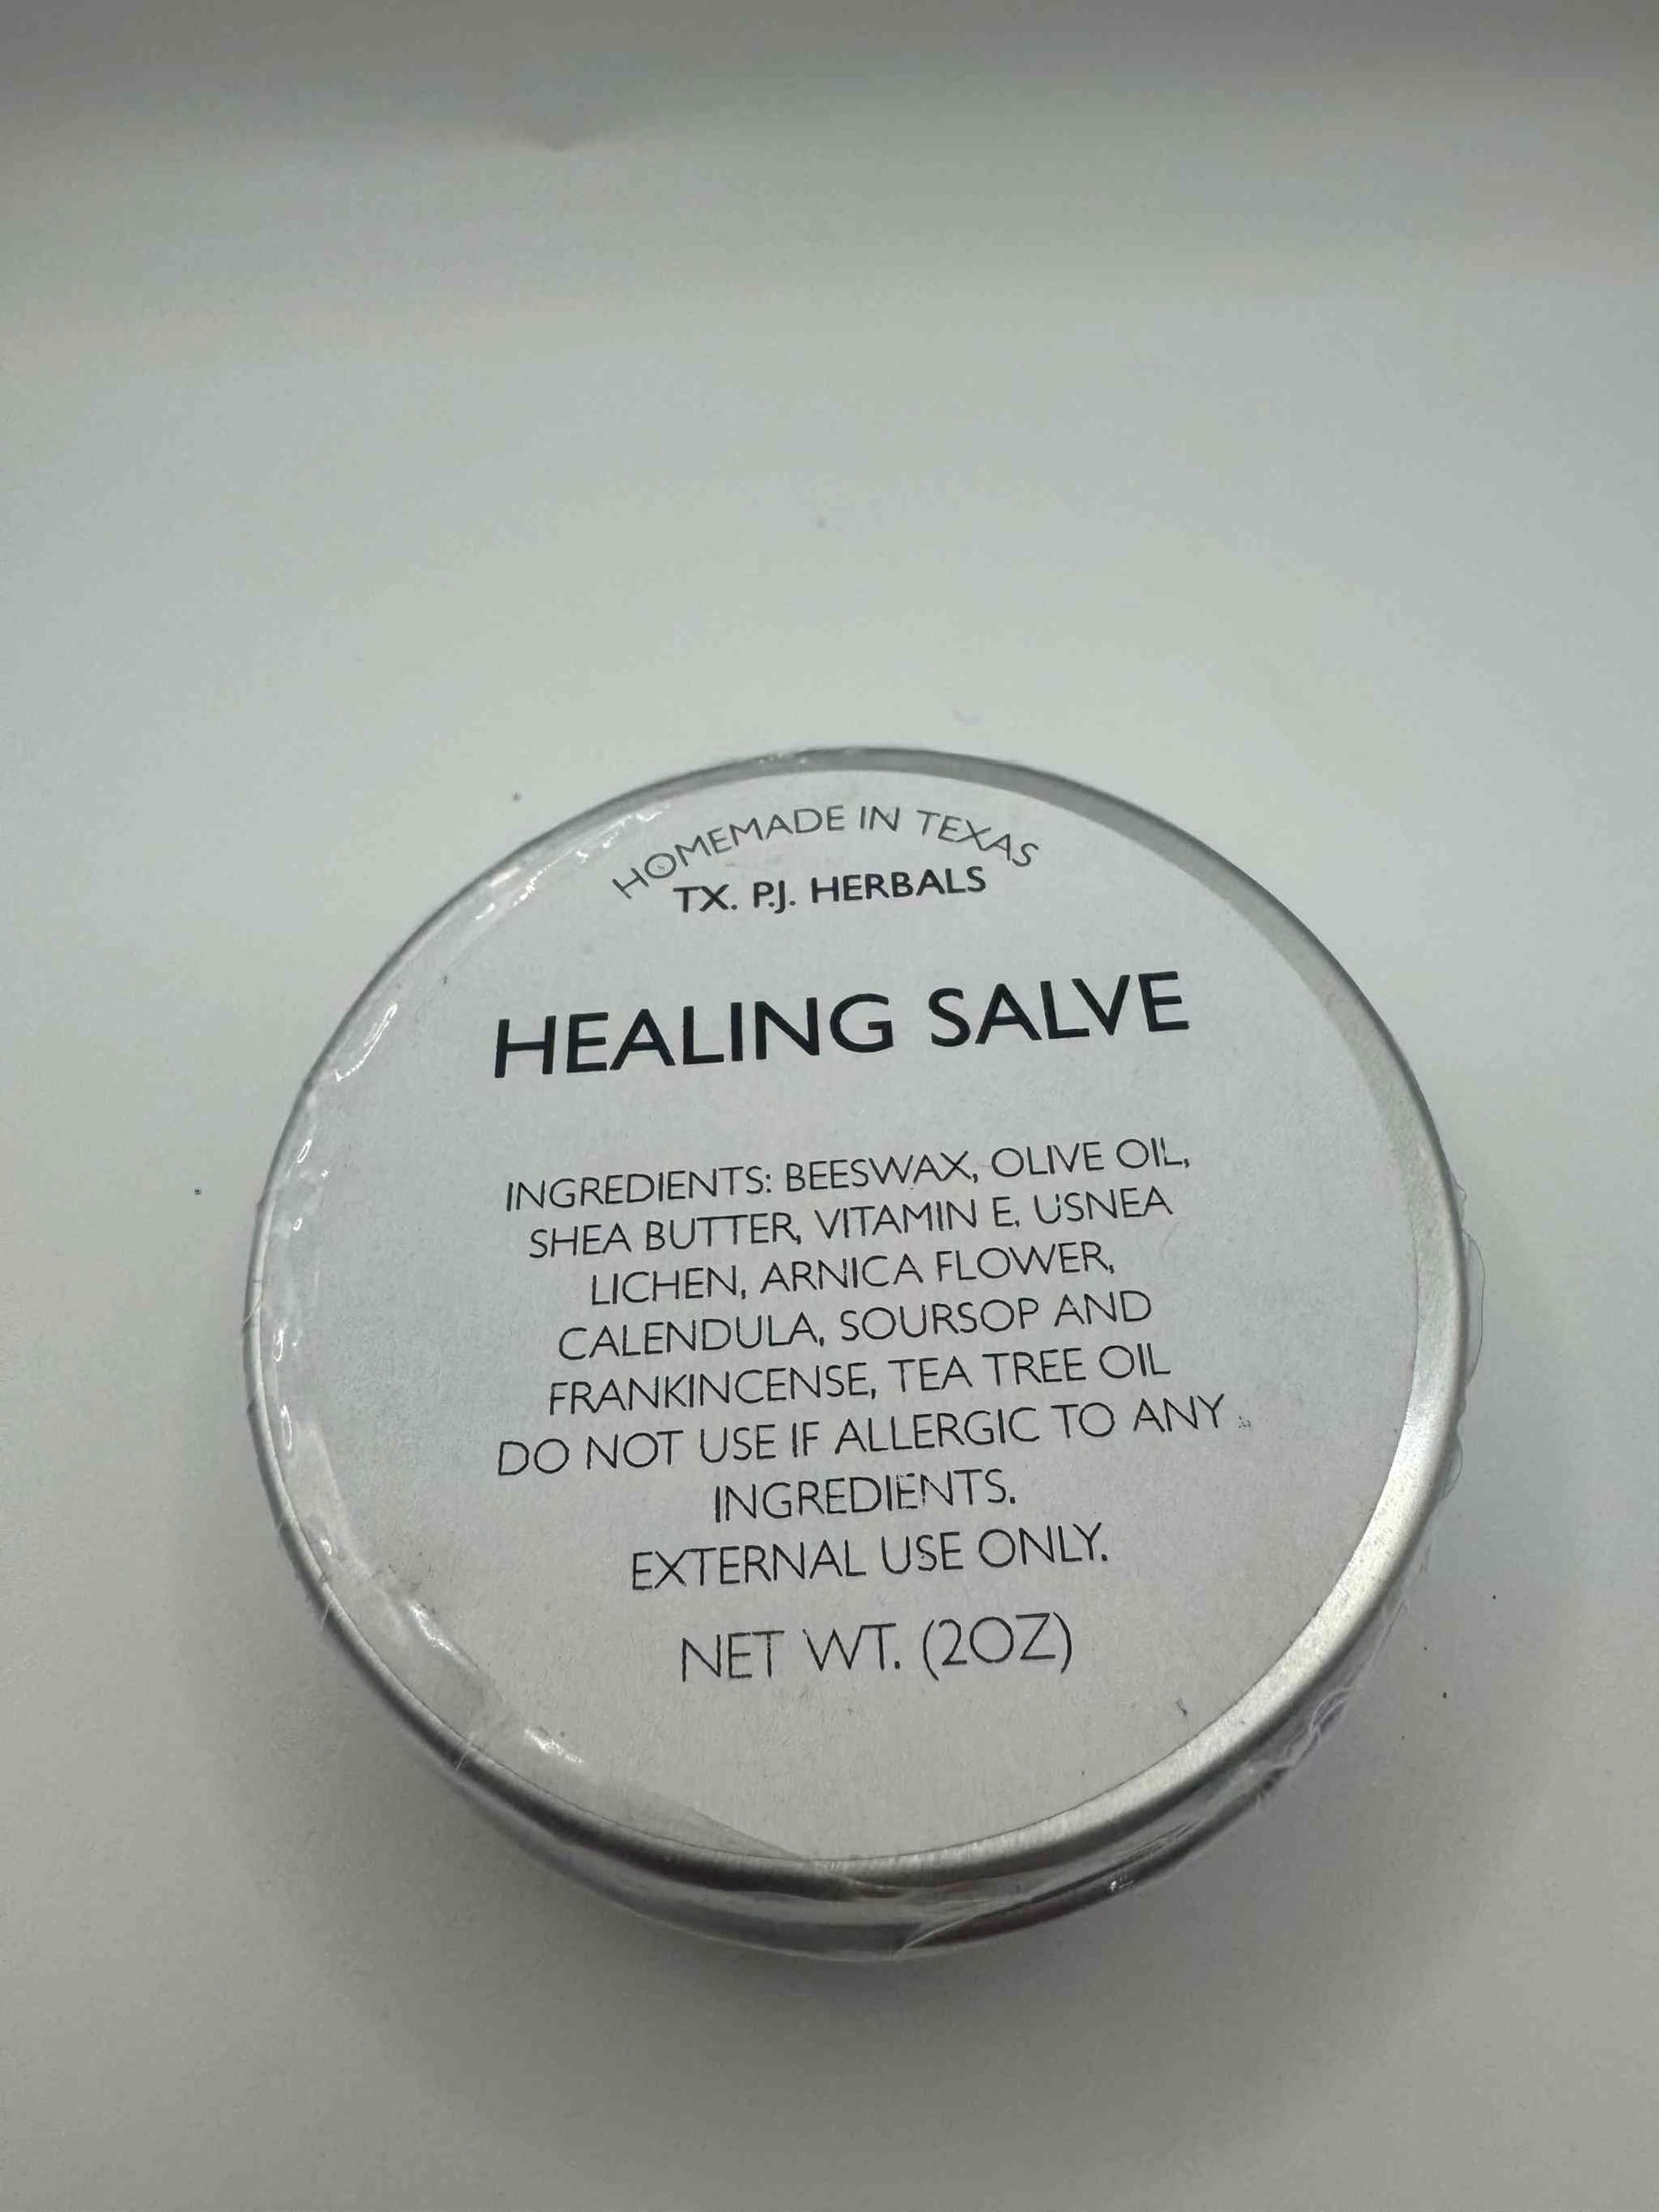 HOMEMADE IN TEXAS
TX. P.J. HERBALS
HEALING SALVE
INGREDIENTS: BEESWAX, OLIVE OIL,
SHEA BUTTER, VITAMIN E, USNEA
LICHEN, ARNICA FLOWER,
CALENDULA, SOURSOP AND
FRANKINCENSE, TEA TREE OIL
DO NOT USE IF ALLERGIC TO ANY
INGREDIENTS.
EXTERNAL USE ONLY.
NET WT. (2OZ)